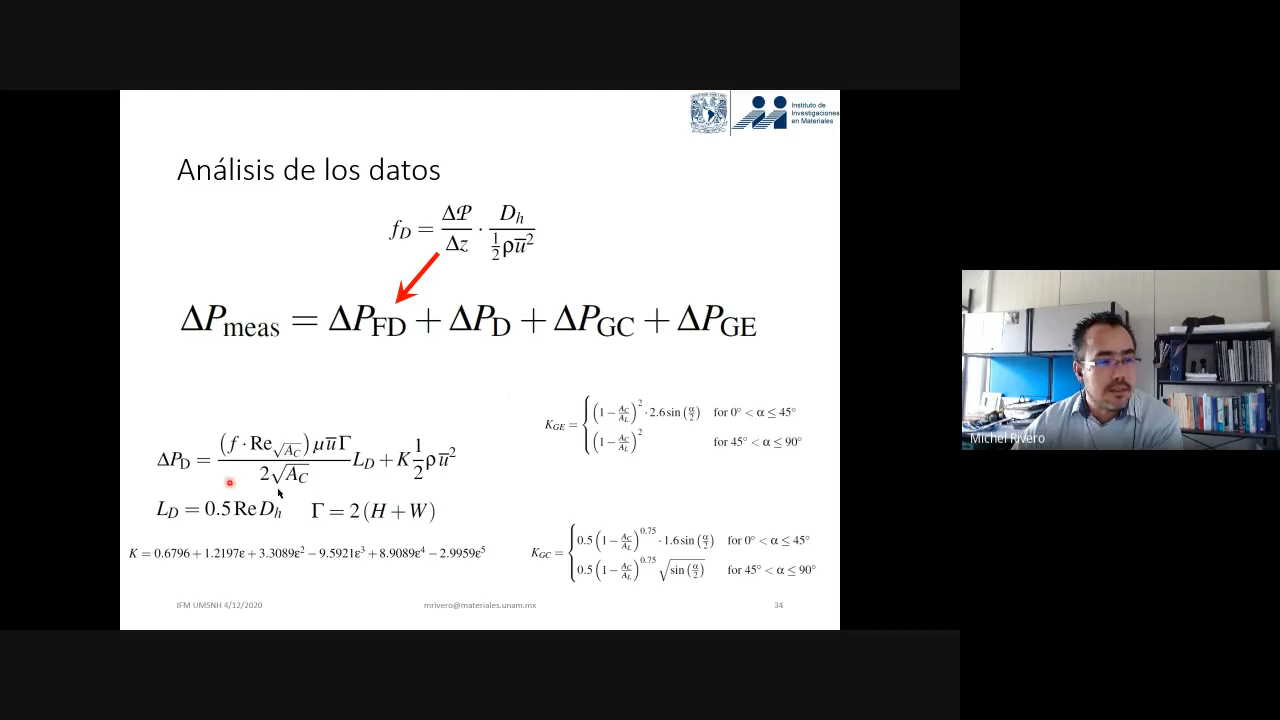 Instituto de
Investigaciones
en Materiales
Análisis de los datos
f_D = Δ𝒫/Δz · D_h/(½ρu̅²)
ΔP_meas = ΔP_FD + ΔP_D + ΔP_GC + ΔP_GE
K_GE = { (1 − A_C/A_L)² · 2.6 sin(α/2) for 0° < α ≤ 45°
(1 − A_C/A_L)² for 45° < α ≤ 90°
ΔP_D = (f · Re_√A_C) μ u̅ Γ / 2√A_C L_D + K ½ ρ u̅²
L_D = 0.5 Re D_h Γ = 2 (H + W)
K = 0.6796 + 1.2197ε + 3.3089ε² − 9.5921ε³ + 8.9089ε⁴ − 2.9959ε⁵
K_GC = { 0.5 (1 − A_C/A_L)^0.75 · 1.6 sin(α/2) for 0° < α ≤ 45°
0.5 (1 − A_C/A_L)^0.75 √sin(α/2) for 45° < α ≤ 90°
IFM UMSNH 4/12/2020 mrivero@materiales.unam.mx 34
Michel Rivero